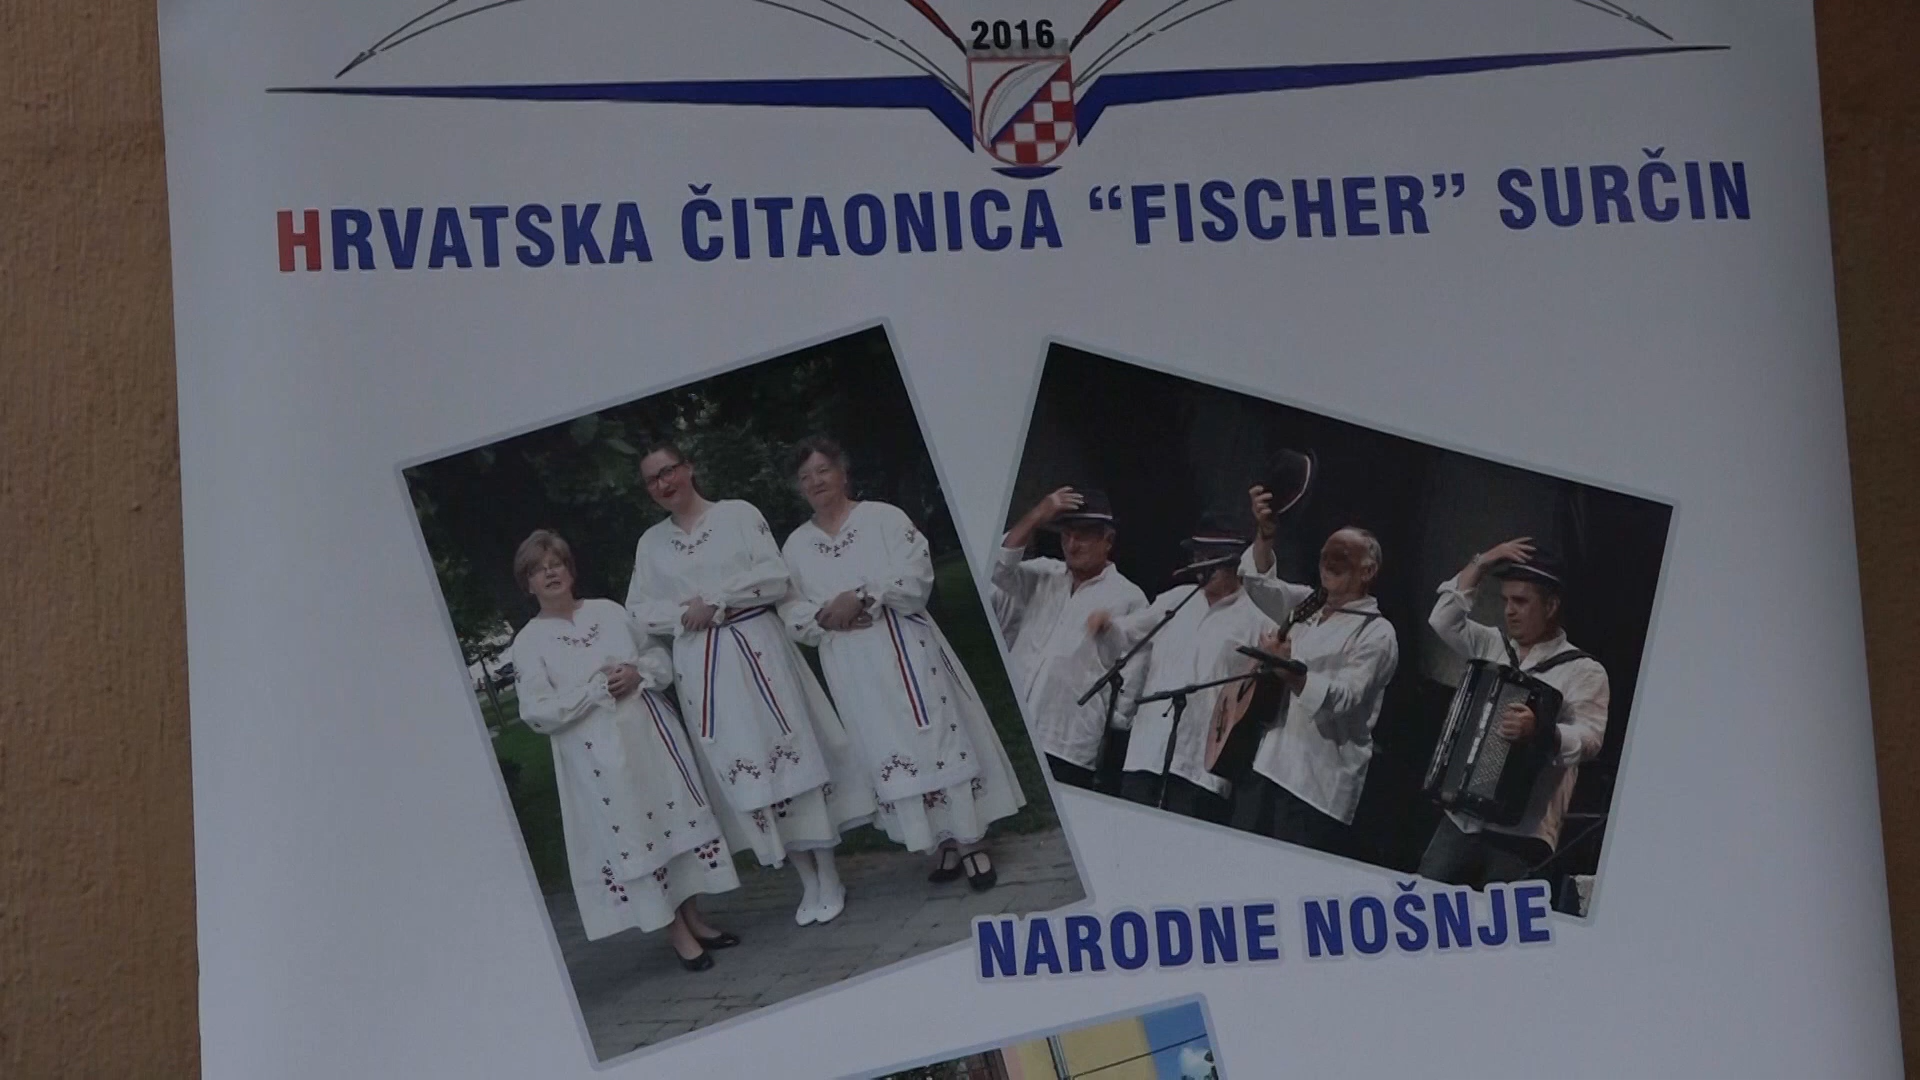 2016
HRVATSKA ČITAONICA “FISCHER” SURČIN
NARODNE NOŠNJE